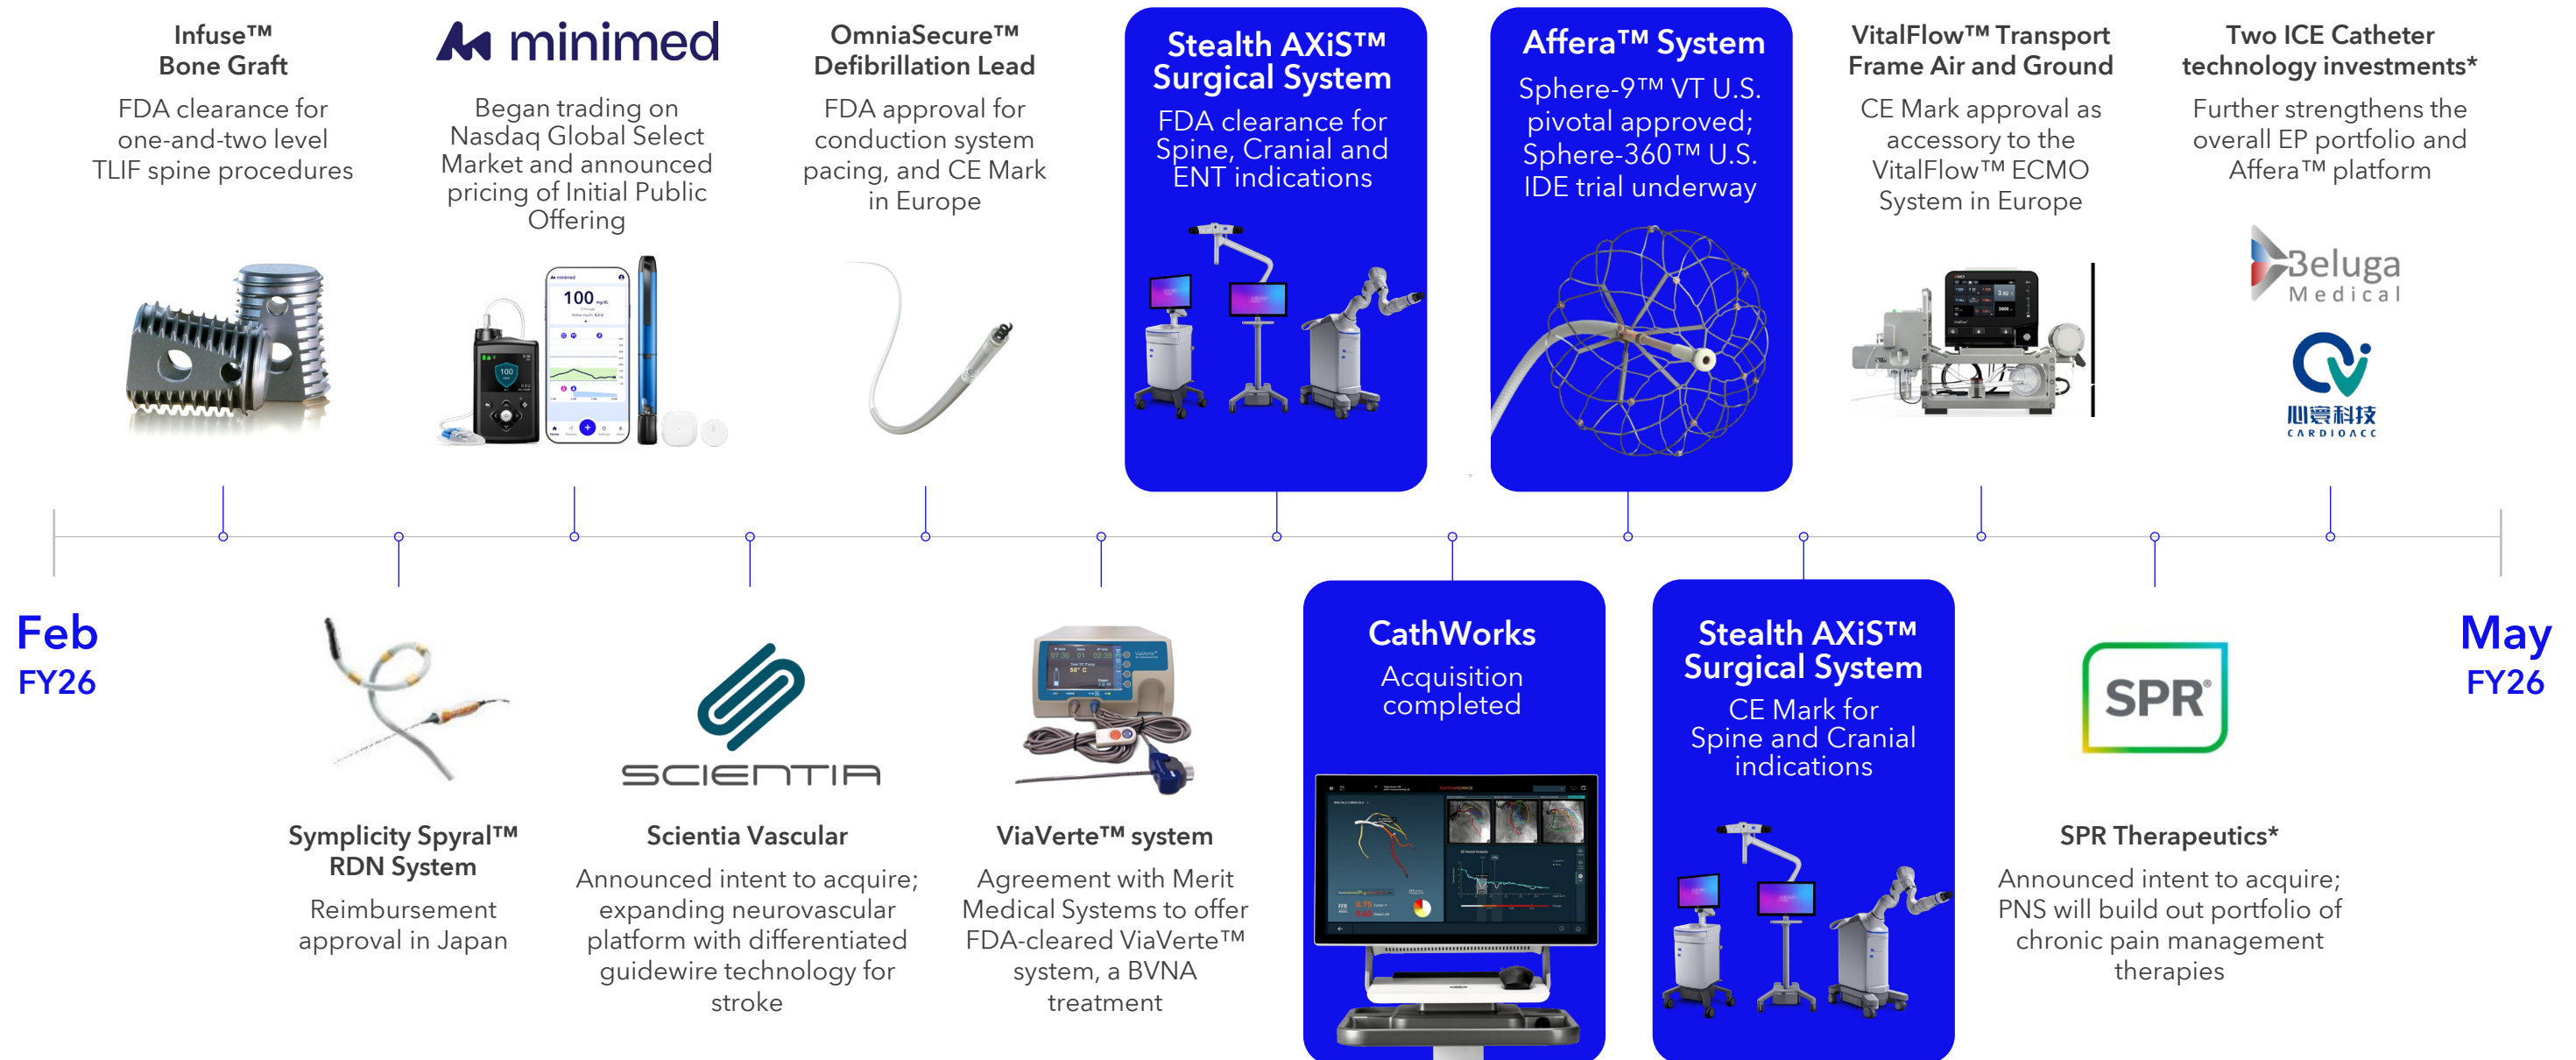 Infuse™
Bone Graft
FDA clearance for
one-and-two level
TLIF spine procedures
minimed
Began trading on
Nasdaq Global Select
Market and announced
pricing of Initial Public
Offering
minimed
100
100
OmniaSecure™
Defibrillation Lead
FDA approval for
conduction system
pacing, and CE Mark
in Europe
Stealth AXiS™
Surgical System
FDA clearance for
Spine, Cranial and
ENT indications
Affera™ System
Sphere-9™ VT U.S.
pivotal approved;
Sphere-360™ U.S.
IDE trial underway
VitalFlow™ Transport
Frame Air and Ground
CE Mark approval as
accessory to the
VitalFlow™ ECMO
System in Europe
Two ICE Catheter
technology investments*
Further strengthens the
overall EP portfolio and
Affera™ platform
Beluga
Medical
心寰科技
CARDIOACC
Feb
FY26
Symplicity Spyral™
RDN System
Reimbursement
approval in Japan
SCIENTIA
Scientia Vascular
Announced intent to acquire;
expanding neurovascular
platform with differentiated
guidewire technology for
stroke
ViaVerte™ system
Agreement with Merit
Medical Systems to offer
FDA-cleared ViaVerte™
system, a BVNA
treatment
CathWorks
Acquisition
completed
Stealth AXiS™
Surgical System
CE Mark for
Spine and Cranial
indications
SPR®
SPR Therapeutics*
Announced intent to acquire;
PNS will build out portfolio of
chronic pain management
therapies
May
FY26